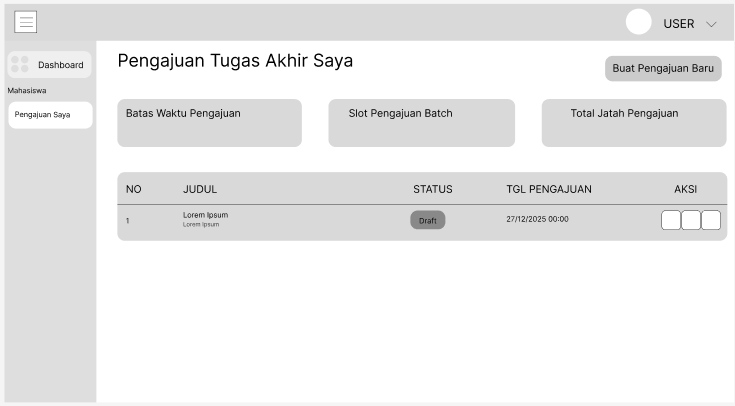 USER
Dashboard
Mahasiswa
Pengajuan Saya
Pengajuan Tugas Akhir Saya
Buat Pengajuan Baru
Batas Waktu Pengajuan
Slot Pengajuan Batch
Total Jatah Pengajuan
NO JUDUL STATUS TGL PENGAJUAN AKSI
1 Lorem Ipsum Draft 27/12/2025 00:00
Lorem Ipsum